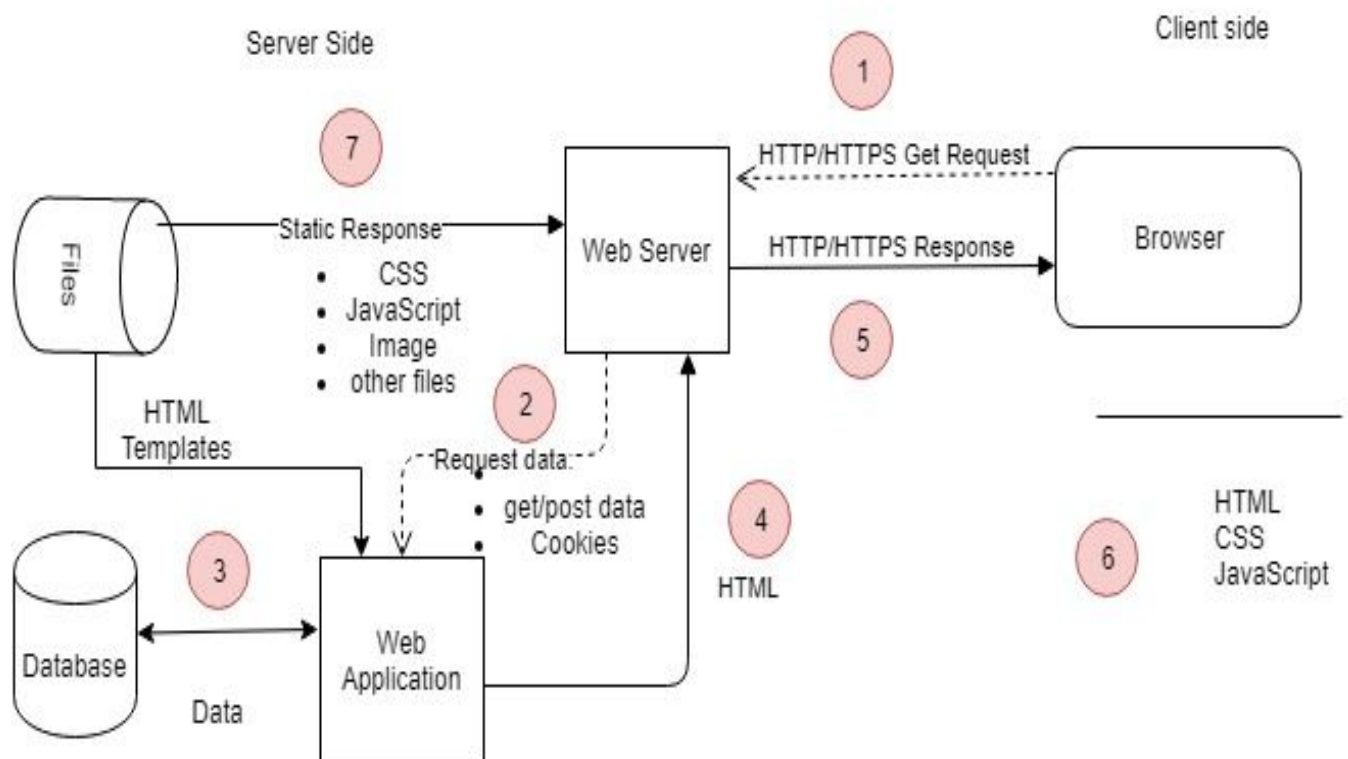 Server Side
Client side
1
7
HTTP/HTTPS Get Request
Files
Static Response
Web Server
HTTP/HTTPS Response
Browser
• CSS
• JavaScript
• Image
• other files
5
2
HTML
Templates
Request data:
•
• get/post data
• Cookies
4
HTML
6
HTML
CSS
JavaScript
3
Database
Data
Web
Application